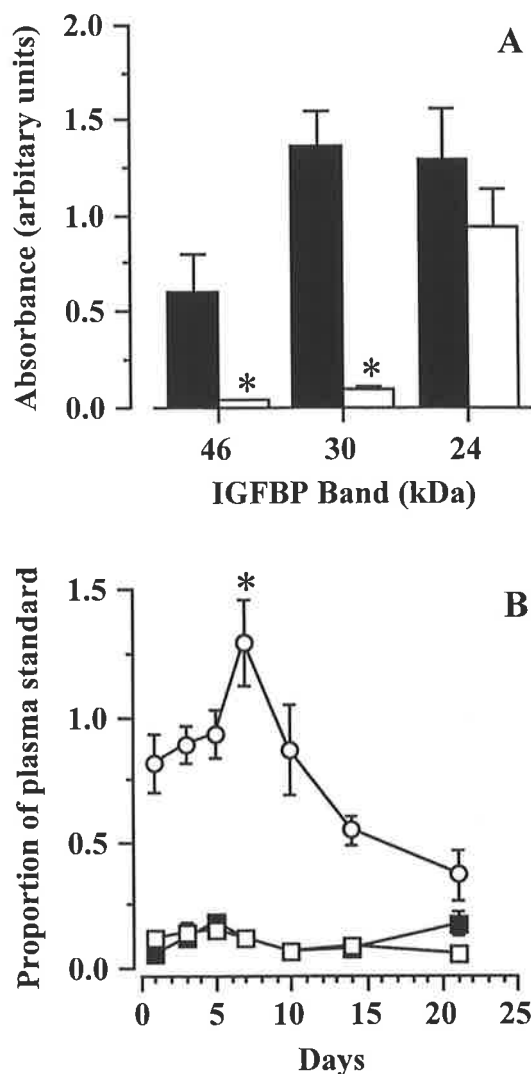 A
Absorbance (arbitary units)
2.0
1.5
1.0
0.5
0.0
*
*
46 30 24
IGFBP Band (kDa)
B
Proportion of plasma standard
1.5
1.0
0.5
0.0
*
0 5 10 15 20 25
Days